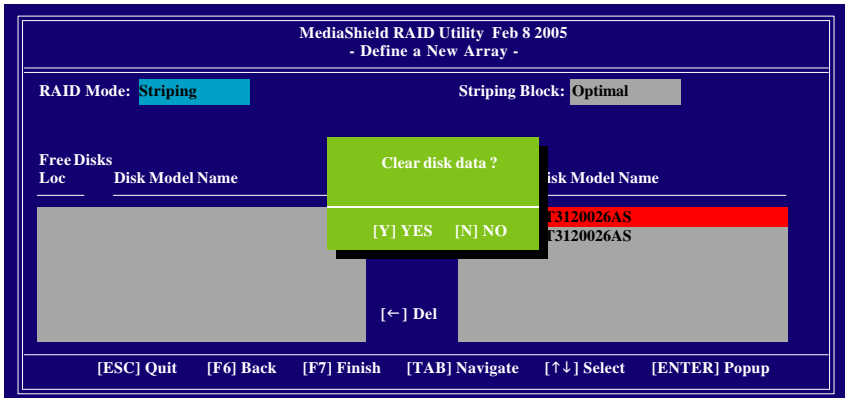 MediaShield RAID Utility Feb 8 2005
- Define a New Array -
RAID Mode: Striping Striping Block: Optimal
Free Disks
Clear disk data ?
Loc Disk Model Name isk Model Name
T3120026AS
[Y] YES [N] NO
T3120026AS
[←] Del
[ESC] Quit [F6] Back [F7] Finish [TAB] Navigate [↑↓] Select [ENTER] Popup